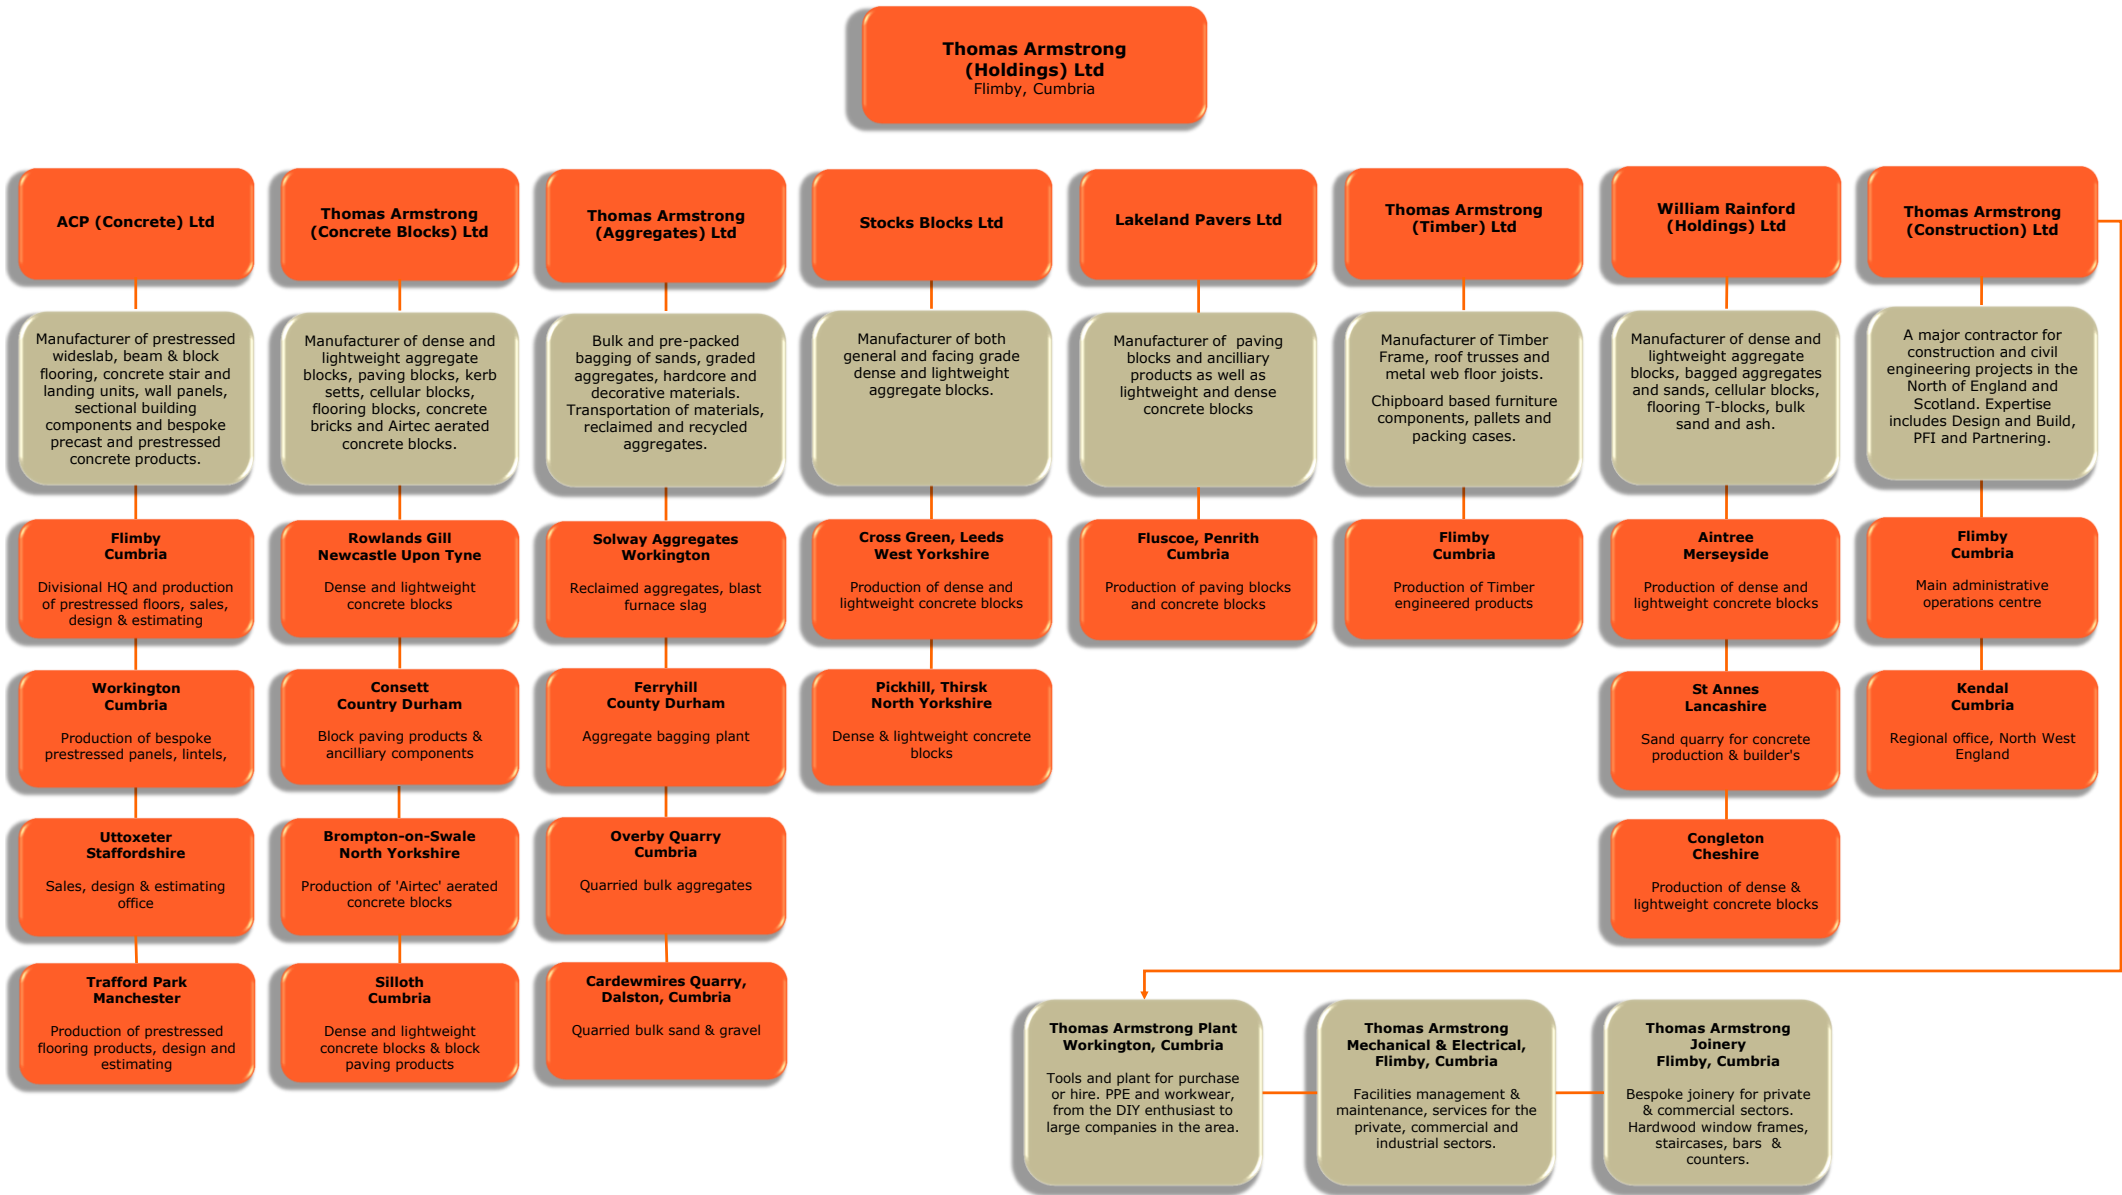 Thomas Armstrong
(Holdings) Ltd
Flimby, Cumbria
ACP (Concrete) Ltd
Manufacturer of prestressed
wideslab, beam & block
flooring, concrete stair and
landing units, wall panels,
sectional building
components and bespoke
precast and prestressed
concrete products.
Flimby
Cumbria
Divisional HQ and production
of prestressed floors, sales,
design & estimating
Workington
Cumbria
Production of bespoke
prestressed panels, lintels,
Uttoxeter
Staffordshire
Sales, design & estimating
office
Trafford Park
Manchester
Production of prestressed
flooring products, design and
estimating
Thomas Armstrong
(Concrete Blocks) Ltd
Manufacturer of dense and
lightweight aggregate
blocks, paving blocks, kerb
setts, cellular blocks,
flooring blocks, concrete
bricks and Airtec aerated
concrete blocks.
Rowlands Gill
Newcastle Upon Tyne
Dense and lightweight
concrete blocks
Consett
Country Durham
Block paving products &
ancilliary components
Brompton-on-Swale
North Yorkshire
Production of 'Airtec' aerated
concrete blocks
Silloth
Cumbria
Dense and lightweight
concrete blocks & block
paving products
Thomas Armstrong
(Aggregates) Ltd
Bulk and pre-packed
bagging of sands, graded
aggregates, hardcore and
decorative materials.
Transportation of materials,
reclaimed and recycled
aggregates.
Solway Aggregates
Workington
Reclaimed aggregates, blast
furnace slag
Ferryhill
County Durham
Aggregate bagging plant
Overby Quarry
Cumbria
Quarried bulk aggregates
Cardewmires Quarry,
Dalston, Cumbria
Quarried bulk sand & gravel
Stocks Blocks Ltd
Manufacturer of both
general and facing grade
dense and lightweight
aggregate blocks.
Cross Green, Leeds
West Yorkshire
Production of dense and
lightweight concrete blocks
Pickhill, Thirsk
North Yorkshire
Dense & lightweight concrete
blocks
Lakeland Pavers Ltd
Manufacturer of paving
blocks and ancilliary
products as well as
lightweight and dense
concrete blocks
Fluscoe, Penrith
Cumbria
Production of paving blocks
and concrete blocks
Thomas Armstrong
(Timber) Ltd
Manufacturer of Timber
Frame, roof trusses and
metal web floor joists.
Chipboard based furniture
components, pallets and
packing cases.
Flimby
Cumbria
Production of Timber
engineered products
William Rainford
(Holdings) Ltd
Manufacturer of dense and
lightweight aggregate
blocks, bagged aggregates
and sands, cellular blocks,
flooring T-blocks, bulk
sand and ash.
Aintree
Merseyside
Production of dense and
lightweight concrete blocks
St Annes
Lancashire
Sand quarry for concrete
production & builder's
Congleton
Cheshire
Production of dense &
lightweight concrete blocks
Thomas Armstrong
(Construction) Ltd
A major contractor for
construction and civil
engineering projects in the
North of England and
Scotland. Expertise
includes Design and Build,
PFI and Partnering.
Flimby
Cumbria
Main administrative
operations centre
Kendal
Cumbria
Regional office, North West
England
Thomas Armstrong Plant
Workington, Cumbria
Tools and plant for purchase
or hire. PPE and workwear,
from the DIY enthusiast to
large companies in the area.
Thomas Armstrong
Mechanical & Electrical,
Flimby, Cumbria
Facilities management &
maintenance, services for the
private, commercial and
industrial sectors.
Thomas Armstrong
Joinery
Flimby, Cumbria
Bespoke joinery for private
& commercial sectors.
Hardwood window frames,
staircases, bars &
counters.